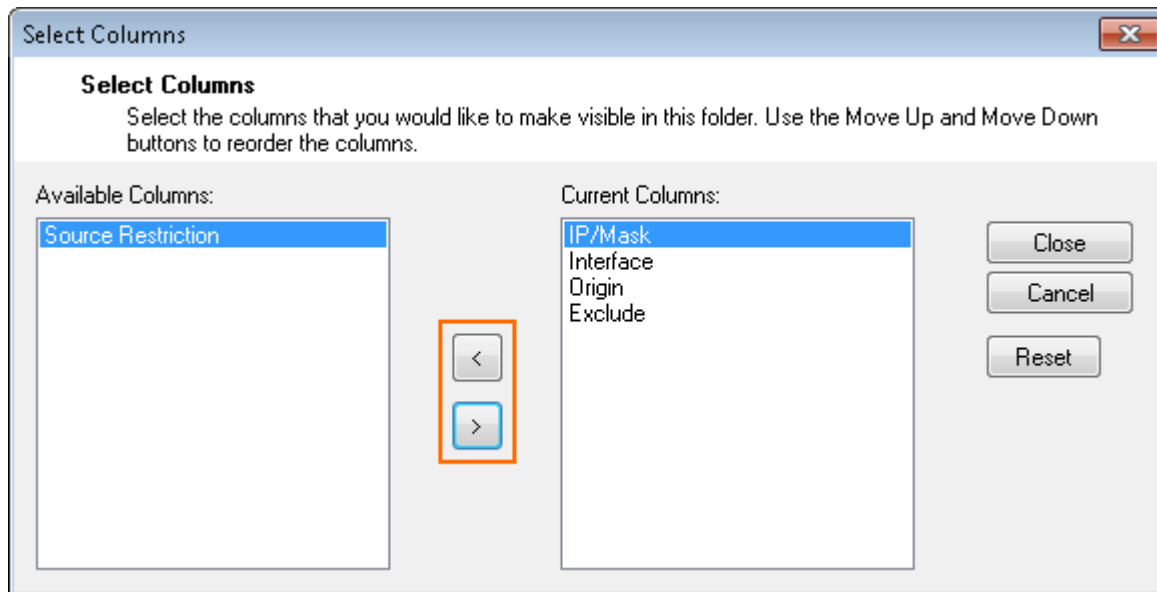 Select Columns
Select Columns
Select the columns that you would like to make visible in this folder. Use the Move Up and Move Down
buttons to reorder the columns.
Available Columns:
Source Restriction
<
>
Current Columns:
IP/Mask
Interface
Origin
Exclude
Close
Cancel
Reset